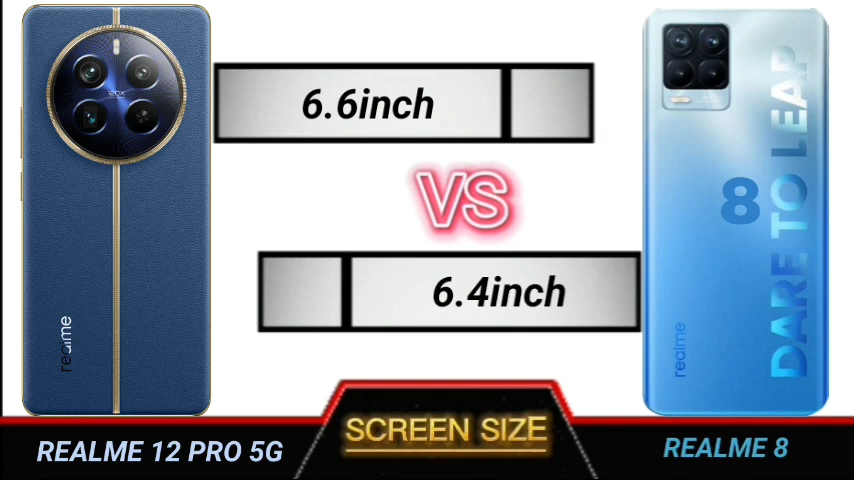 6.6inch
VS
6.4inch
realme
8
DARE TO LEAP
realme
SCREEN SIZE
REALME 12 PRO 5G
REALME 8